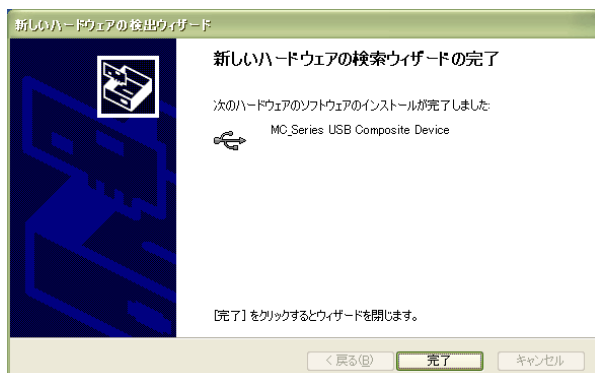 新しいハードウェアの検出ウィザード
新しいハードウェアの検索ウィザードの完了
次のハードウェアのソフトウェアのインストールが完了しました:
MC_Series USB Composite Device
[完了] をクリックするとウィザードを閉じます。
< 戻る(B)
完了
キャンセル